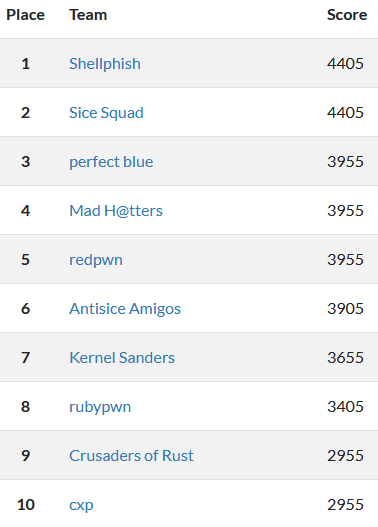 Place Team Score
1 Shellphish 4405
2 Sice Squad 4405
3 perfect blue 3955
4 Mad H@tters 3955
5 redpwn 3955
6 Antisice Amigos 3905
7 Kernel Sanders 3655
8 rubypwn 3405
9 Crusaders of Rust 2955
10 cxp 2955